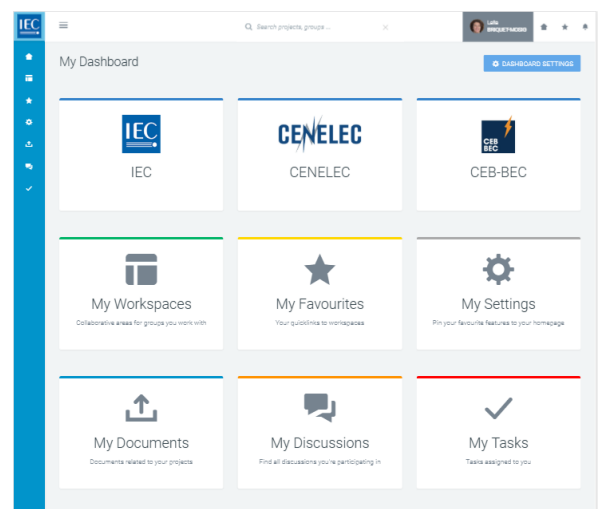 IEC
Search projects, groups ...
Laila
BRIQUET-MODIO
My Dashboard
DASHBOARD SETTINGS
IEC
IEC
CENELEC
CENELEC
CEB
BEC
CEB-BEC
My Workspaces
Collaborative areas for groups you work with
My Favourites
Your quicklinks to workspaces
My Settings
Pin your favourite features to your homepage
My Documents
Documents related to your projects
My Discussions
Find all discussions you're participating in
My Tasks
Tasks assigned to you